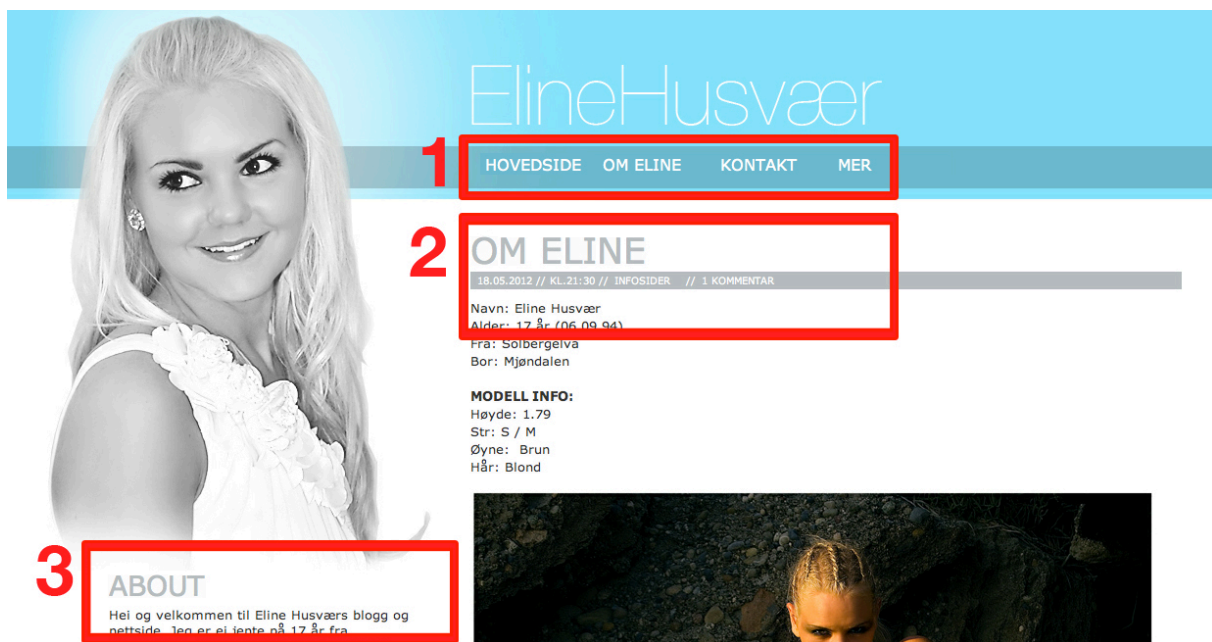 ElineHusvær
1
HOVEDSIDE OM ELINE KONTAKT MER
2
OM ELINE
18.05.2012 // KL.21:30 // INFOSIDER // 1 KOMMENTAR
Navn: Eline Husvær
Alder: 17 år (06.09.94)
Fra: Solbergelva
Bor: Mjøndalen
MODELL INFO:
Høyde: 1.79
Str: S / M
Øyne: Brun
Hår: Blond
3
ABOUT
Hei og velkommen til Eline Husværs blogg og
nettside. Jeg er ei jente på 17 år fra